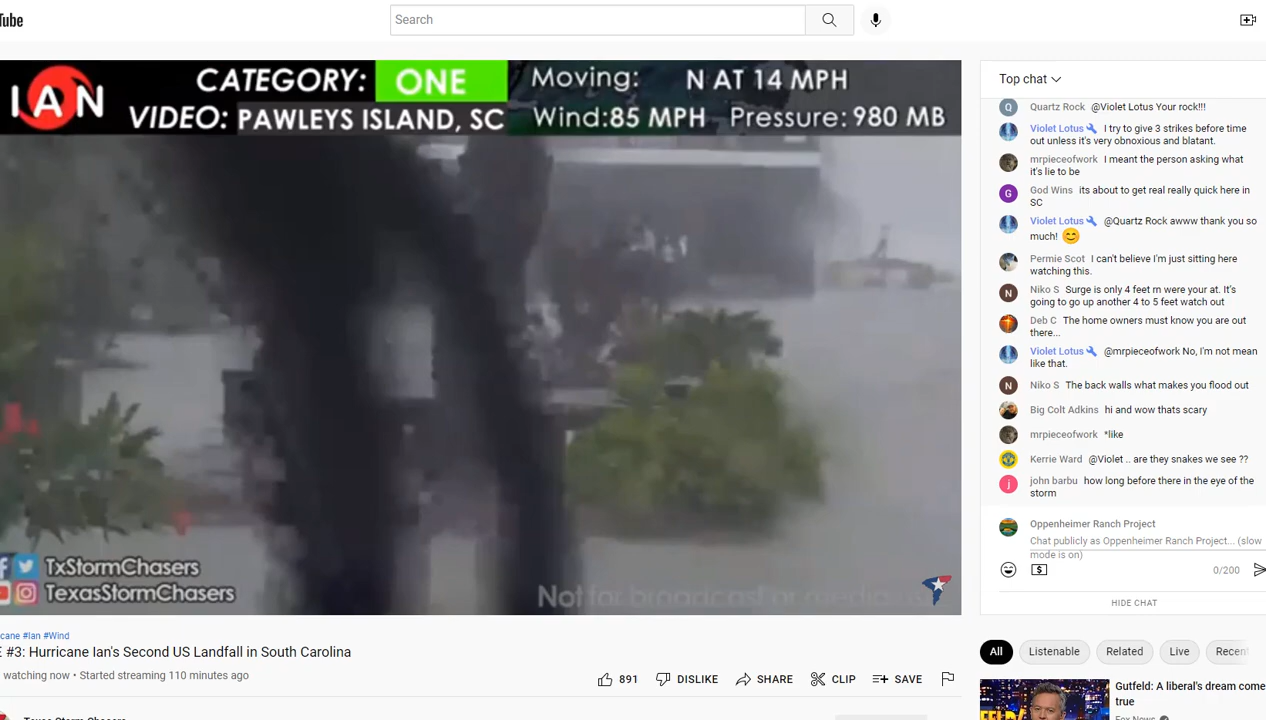 Tube
Search
IAN
CATEGORY: ONE
VIDEO: PAWLEYS ISLAND, SC
Moving: N AT 14 MPH
Wind:85 MPH Pressure: 980 MB
TxStormChasers
TexasStormChasers
Not for broadcast or media
cane #Ian #Wind
E #3: Hurricane Ian's Second US Landfall in South Carolina
watching now • Started streaming 110 minutes ago
891
DISLIKE
SHARE
CLIP
SAVE
Texas Storm Chasers
Top chat
Q
Quartz Rock @Violet Lotus Your rock!!!
Violet Lotus I try to give 3 strikes before time
out unless it's very obnoxious and blatant.
mrpieceofwork I meant the person asking what
it's lie to be
G
God Wins its about to get real really quick here in
SC
Violet Lotus @Quartz Rock awww thank you so
much! 😊
Permie Scot I can't believe I'm just sitting here
watching this.
N
Niko S Surge is only 4 feet rn were your at. It's
going to go up another 4 to 5 feet watch out
Deb C The home owners must know you are out
there...
Violet Lotus @mrpieceofwork No, I'm not mean
like that.
N
Niko S The back walls what makes you flood out
Big Colt Adkins hi and wow thats scary
mrpieceofwork *like
Kerrie Ward @Violet .. are they snakes we see ??
j
john barbu how long before there in the eye of the
storm
Oppenheimer Ranch Project
Chat publicly as Oppenheimer Ranch Project... (slow
mode is on)
0/200
HIDE CHAT
All
Listenable
Related
Live
Recen
Gutfeld: A liberal's dream come
true
Fox News